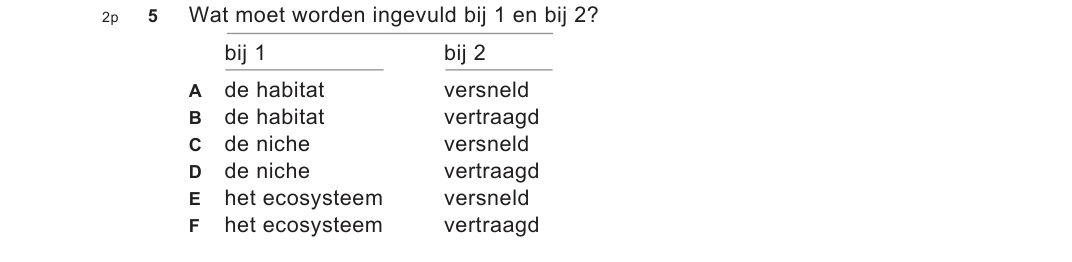 2p 5 Wat moet worden ingevuld bij 1 en bij 2?
bij 1 bij 2
A de habitat versneld
B de habitat vertraagd
C de niche versneld
D de niche vertraagd
E het ecosysteem versneld
F het ecosysteem vertraagd